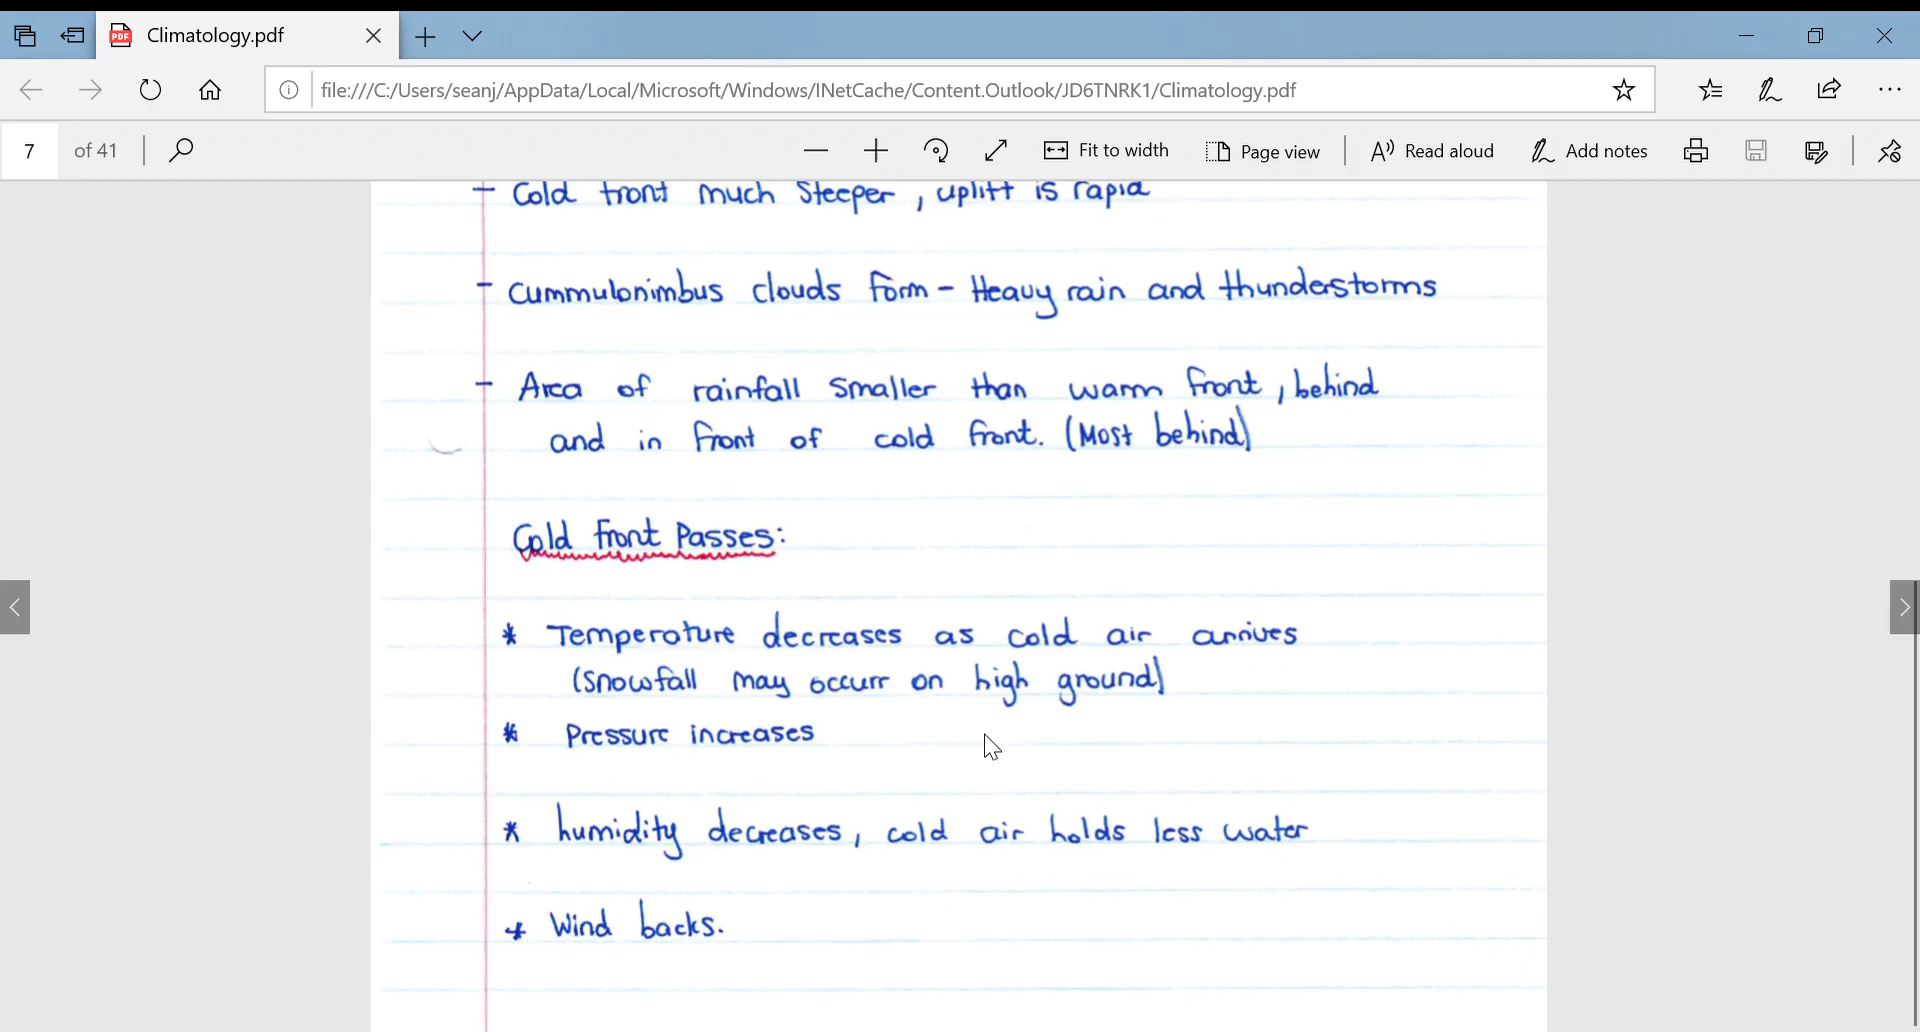 Climatology.pdf
file:///C:/Users/seanj/AppData/Local/Microsoft/Windows/INetCache/Content.Outlook/JD6TNRK1/Climatology.pdf
7 of 41 Fit to width Page view Read aloud Add notes
- Cold front much Steeper, uplift is rapid
- Cummulonimbus clouds form - Heavy rain and thunderstorms
- Area of rainfall smaller than warm front, behind
and in front of cold front. (Most behind)
Cold Front Passes:
* Temperature decreases as cold air arrives
(Snowfall may occurr on high ground)
* Pressure increases
* humidity decreases, cold air holds less water
* Wind backs.